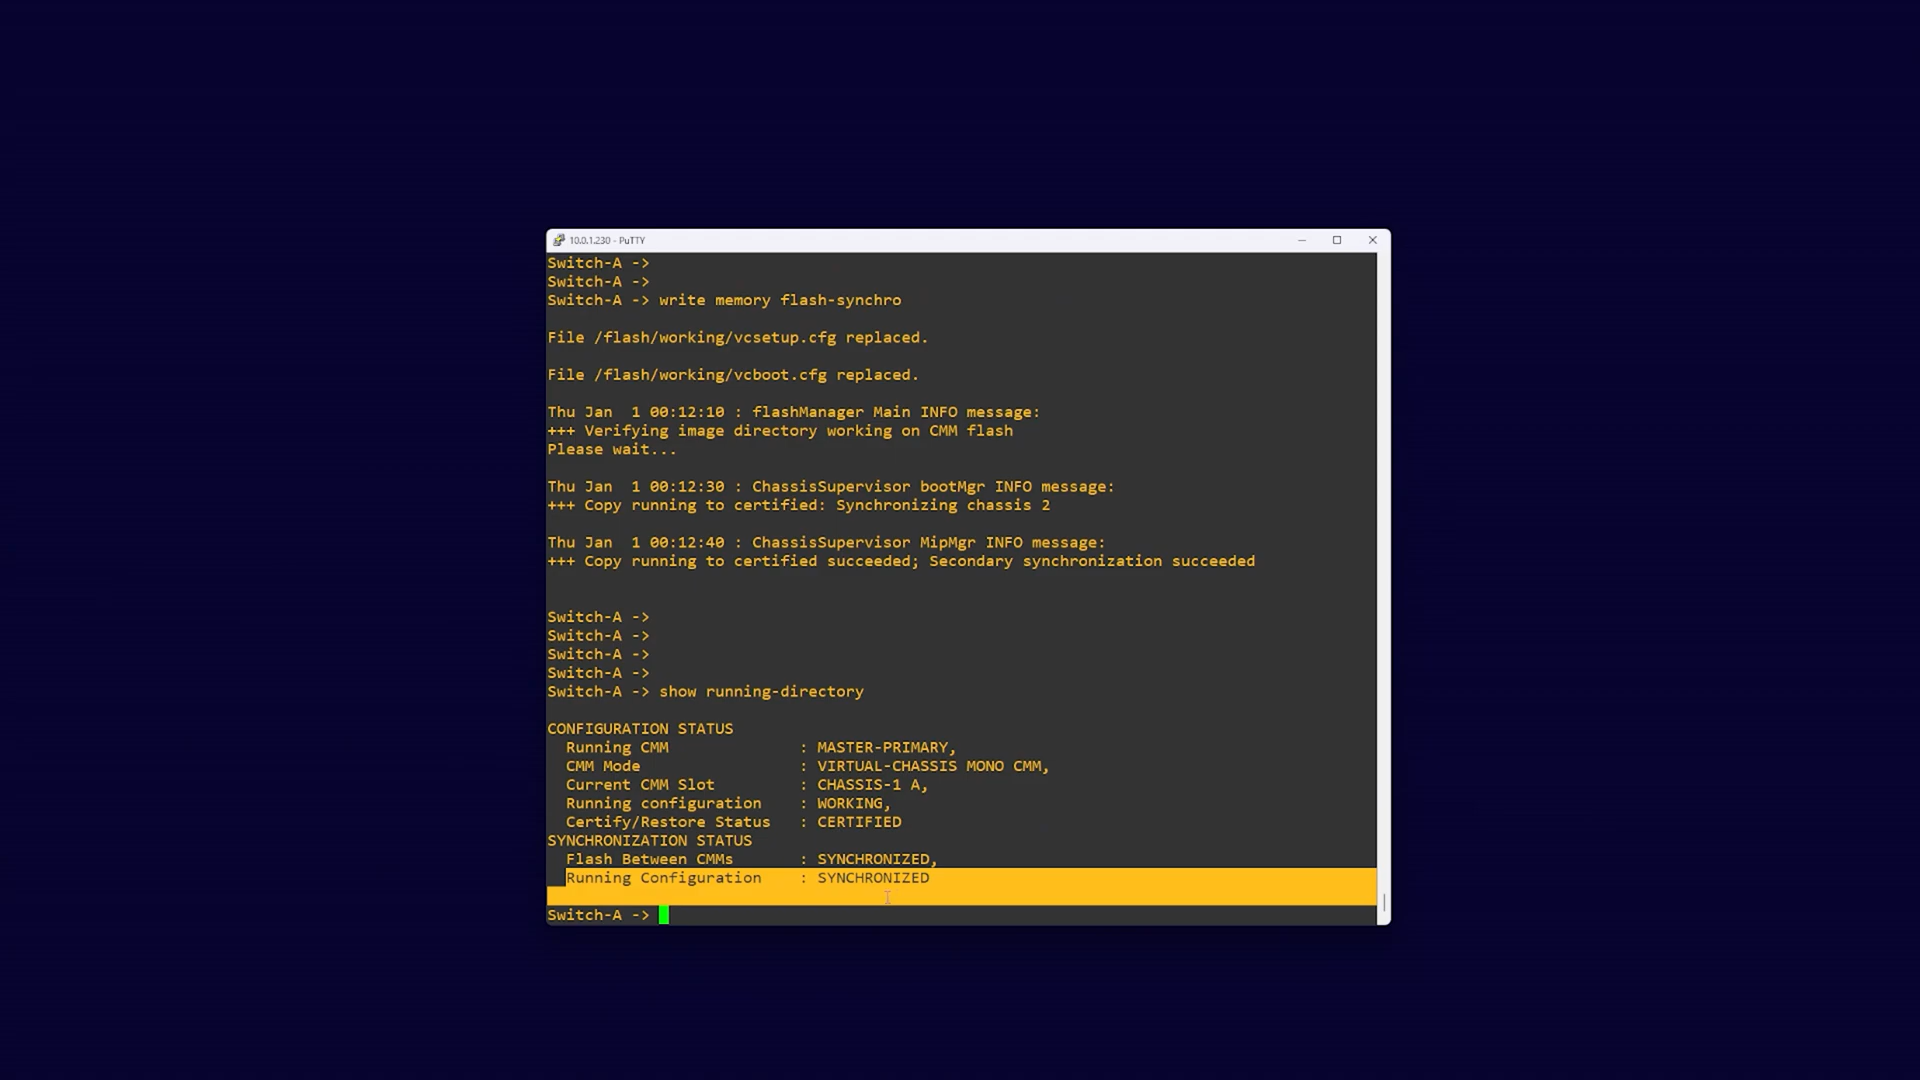 10.0.1.230 - PuTTY
Switch-A ->
Switch-A ->
Switch-A -> write memory flash-synchro
File /flash/working/vcsetup.cfg replaced.
File /flash/working/vcboot.cfg replaced.
Thu Jan  1 00:12:10 : flashManager Main INFO message:
+++ Verifying image directory working on CMM flash
Please wait...
Thu Jan  1 00:12:30 : ChassisSupervisor bootMgr INFO message:
+++ Copy running to certified: Synchronizing chassis 2
Thu Jan  1 00:12:40 : ChassisSupervisor MipMgr INFO message:
+++ Copy running to certified succeeded; Secondary synchronization succeeded
Switch-A ->
Switch-A ->
Switch-A ->
Switch-A ->
Switch-A -> show running-directory
CONFIGURATION STATUS
  Running CMM              : MASTER-PRIMARY,
  CMM Mode                 : VIRTUAL-CHASSIS MONO CMM,
  Current CMM Slot         : CHASSIS-1 A,
  Running configuration    : WORKING,
  Certify/Restore Status   : CERTIFIED
SYNCHRONIZATION STATUS
  Flash Between CMMs       : SYNCHRONIZED,
  Running Configuration    : SYNCHRONIZED
Switch-A ->